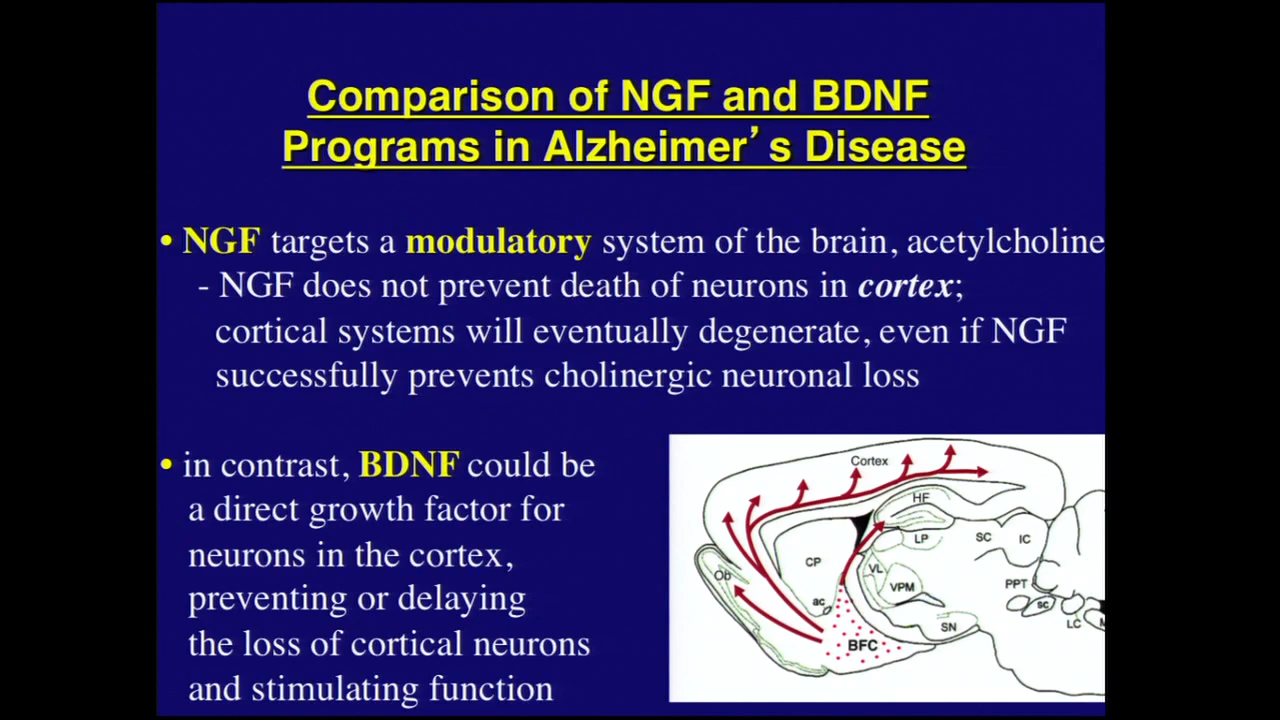 Comparison of NGF and BDNF
Programs in Alzheimer’s Disease
• NGF targets a modulatory system of the brain, acetylcholine
- NGF does not prevent death of neurons in cortex;
cortical systems will eventually degenerate, even if NGF
successfully prevents cholinergic neuronal loss
• in contrast, BDNF could be
a direct growth factor for
neurons in the cortex,
preventing or delaying
the loss of cortical neurons
and stimulating function
Cortex
HF
LP
SC
IC
CP
VL
VPM
Ob
PPT
ac
sc
LC
M
SN
BFC